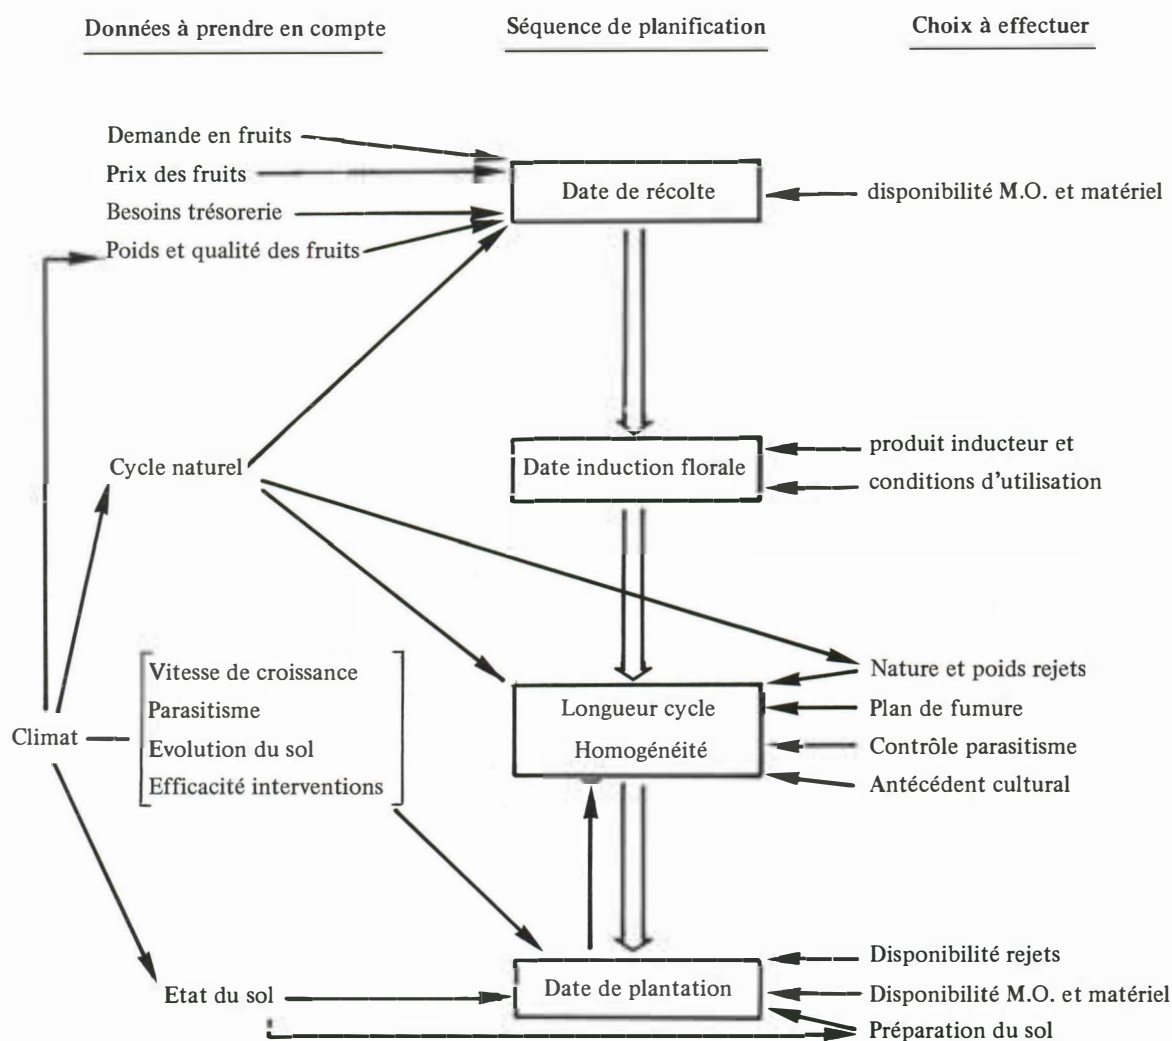 Données à prendre en compte
Séquence de planification
Choix à effectuer
Demande en fruits
Prix des fruits
Besoins trésorerie
Poids et qualité des fruits
Date de récolte
disponibilité M.O. et matériel
Cycle naturel
Date induction florale
produit inducteur et
conditions d'utilisation
Climat
Vitesse de croissance
Parasitisme
Evolution du sol
Efficacité interventions
Longueur cycle
Homogénéité
Nature et poids rejets
Plan de fumure
Contrôle parasitisme
Antécédent cultural
Etat du sol
Date de plantation
Disponibilité rejets
Disponibilité M.O. et matériel
Préparation du sol